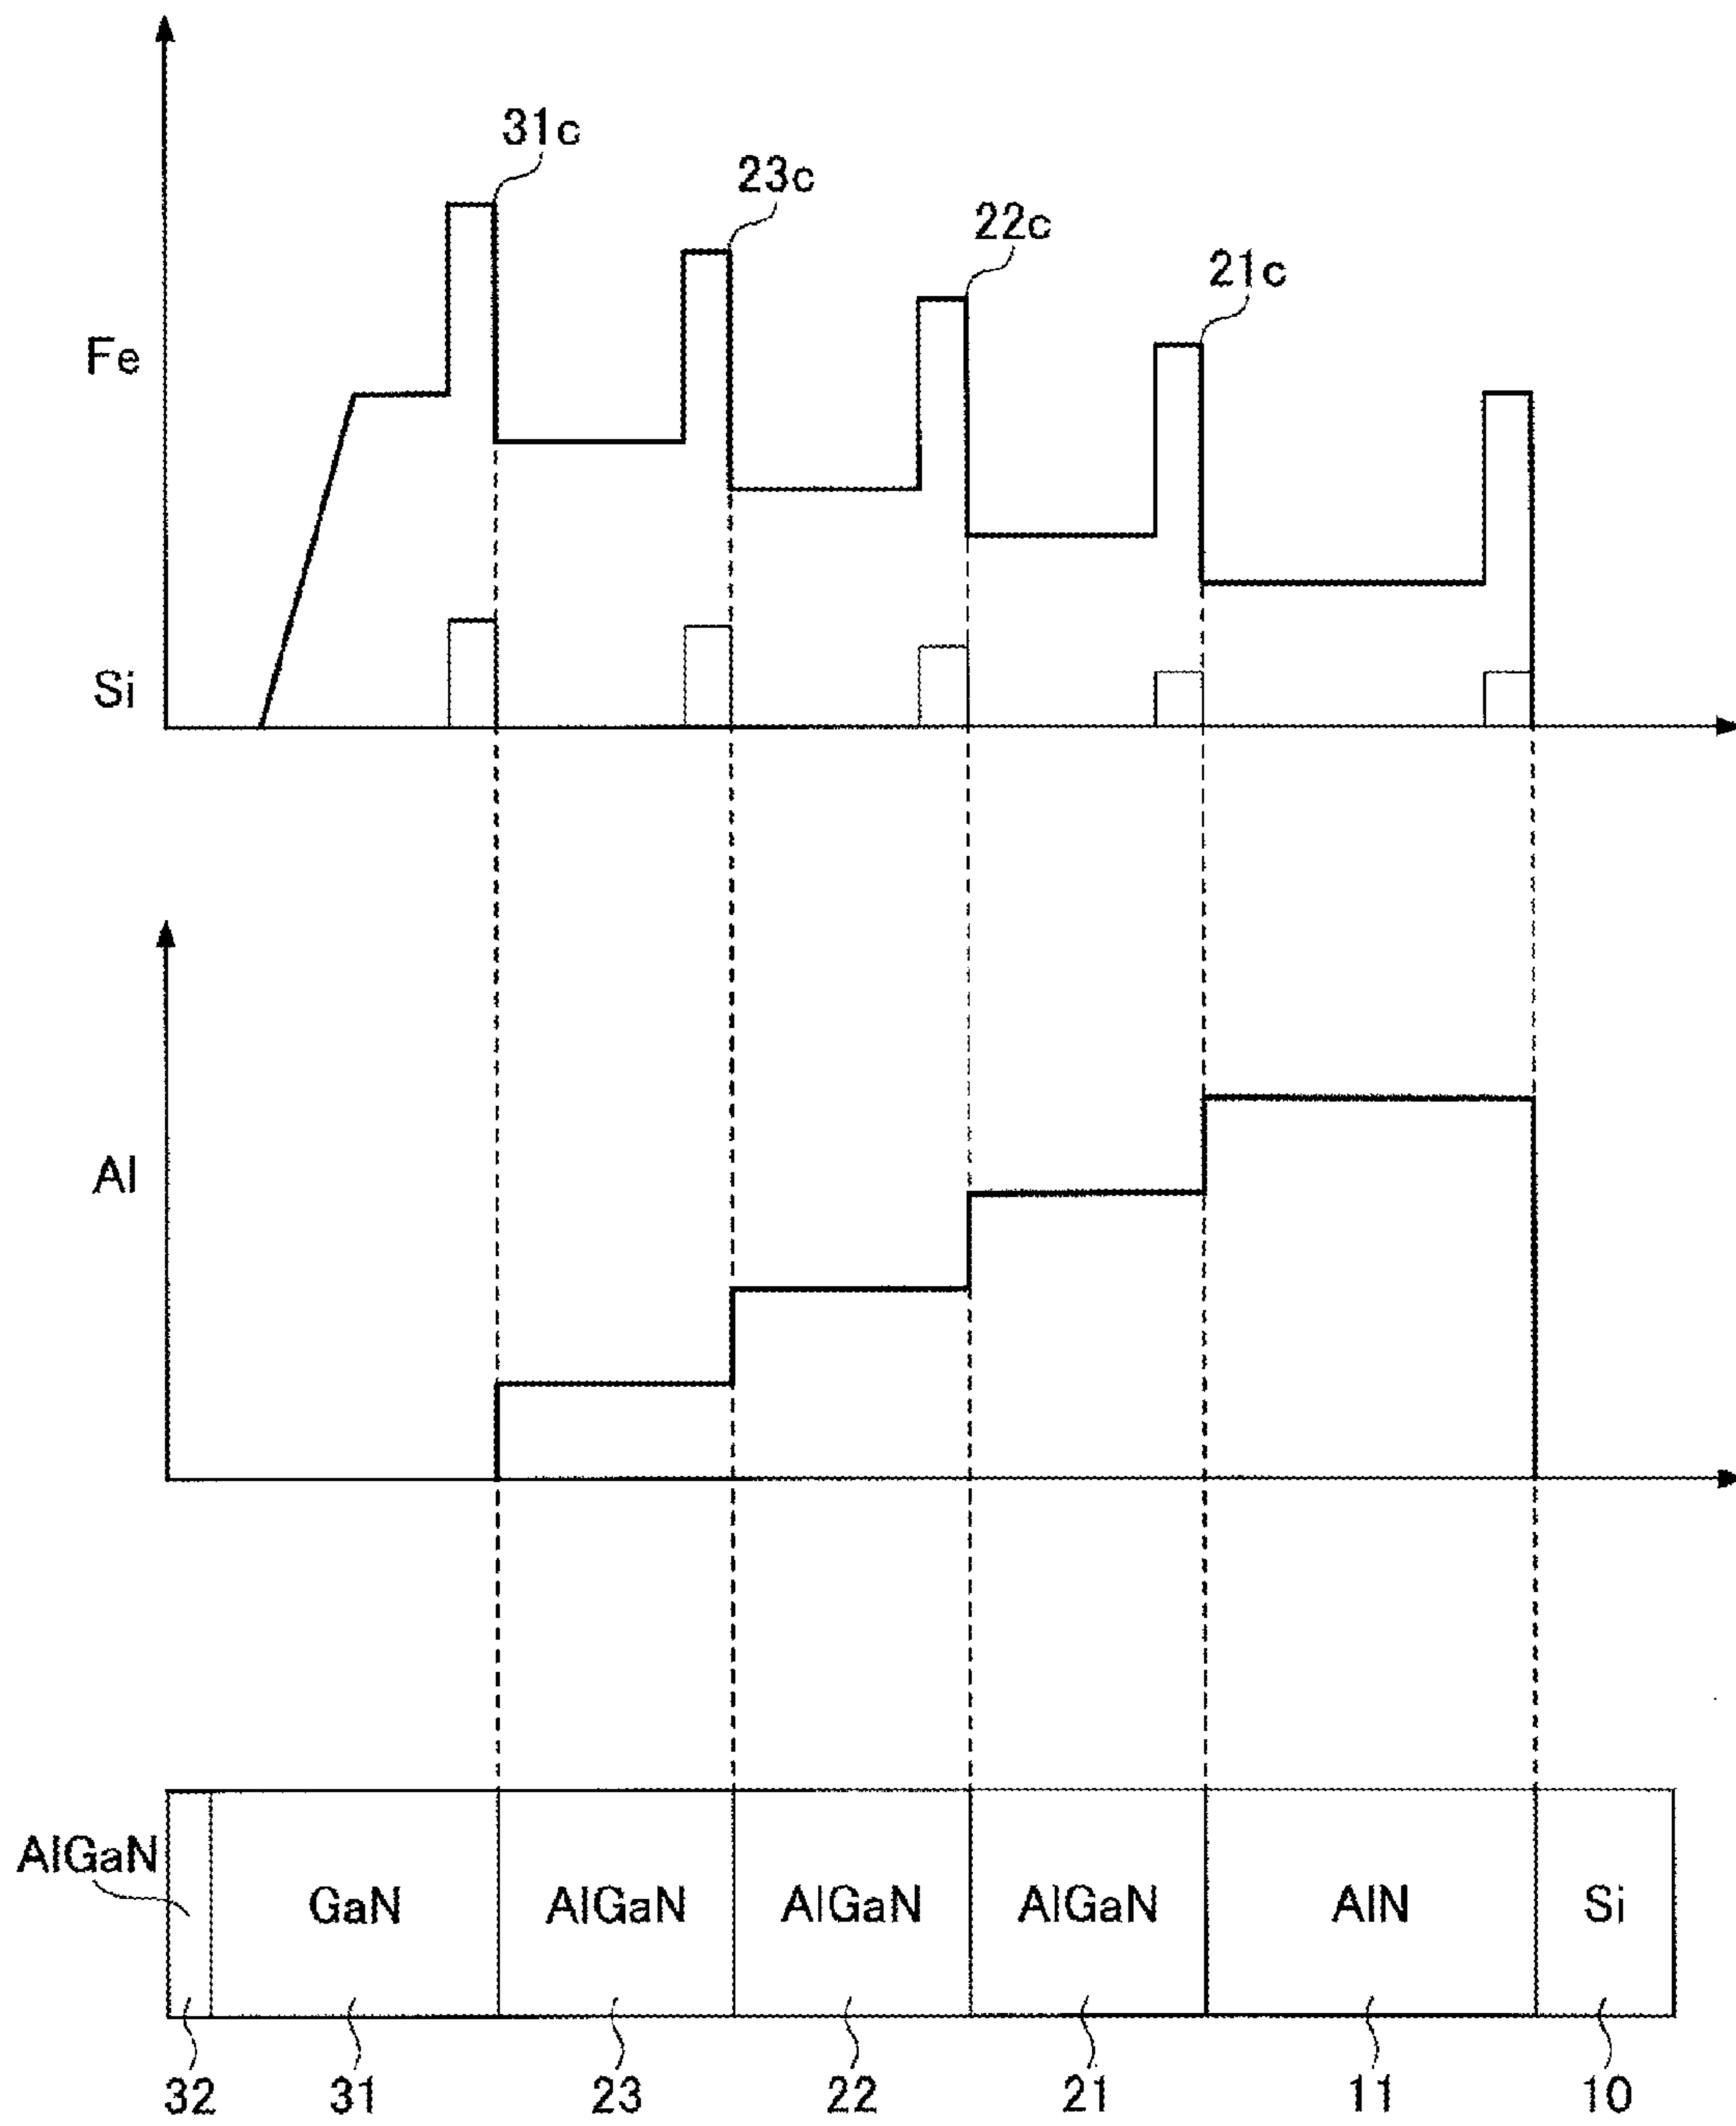 31c
23c
22c
21c
Fe
Si
Al
AlGaN
GaN
AlGaN
AlGaN
AlGaN
AlN
Si
32
31
23
22
21
11
10